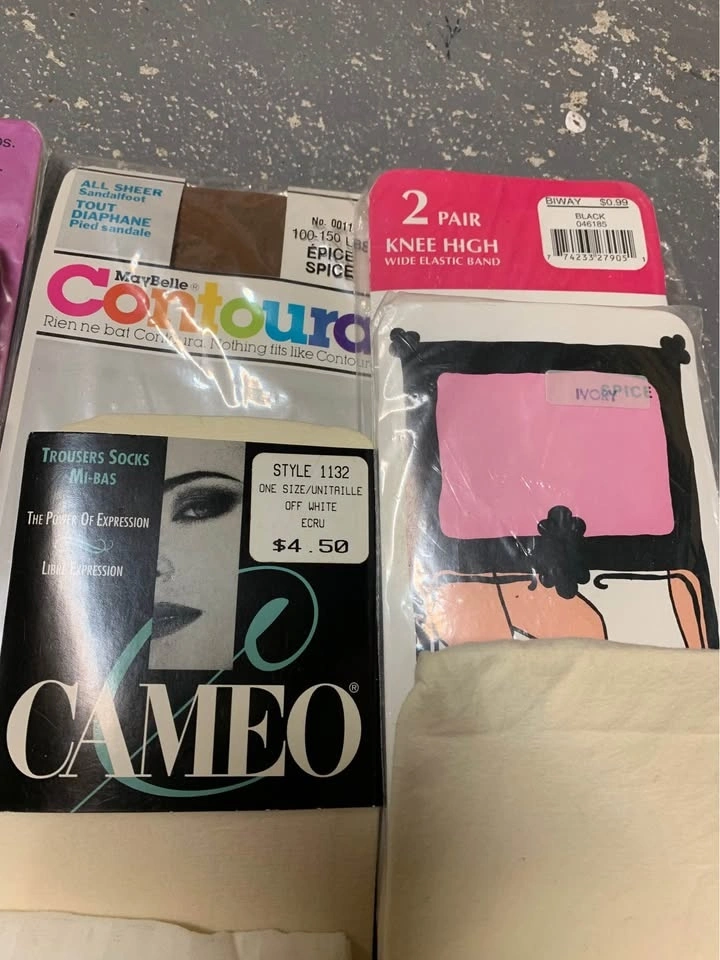 os.
ALL SHEER
Sandalfoot
TOUT
DIAPHANE
Pied sandale
No. 0011
100-150 LBS
ÉPICE
SPICE
MayBelle®
Contoura
Rien ne bat Contoura. Nothing fits like Contour
2 PAIR
KNEE HIGH
WIDE ELASTIC BAND
BIWAY $0.99
BLACK
046185
7 74233 27905 1
IVORY SPICE
TROUSERS SOCKS
MI-BAS
THE POWER OF EXPRESSION
LIBRE EXPRESSION
STYLE 1132
ONE SIZE/UNITAILLE
OFF WHITE
ECRU
$4.50
CAMEO®